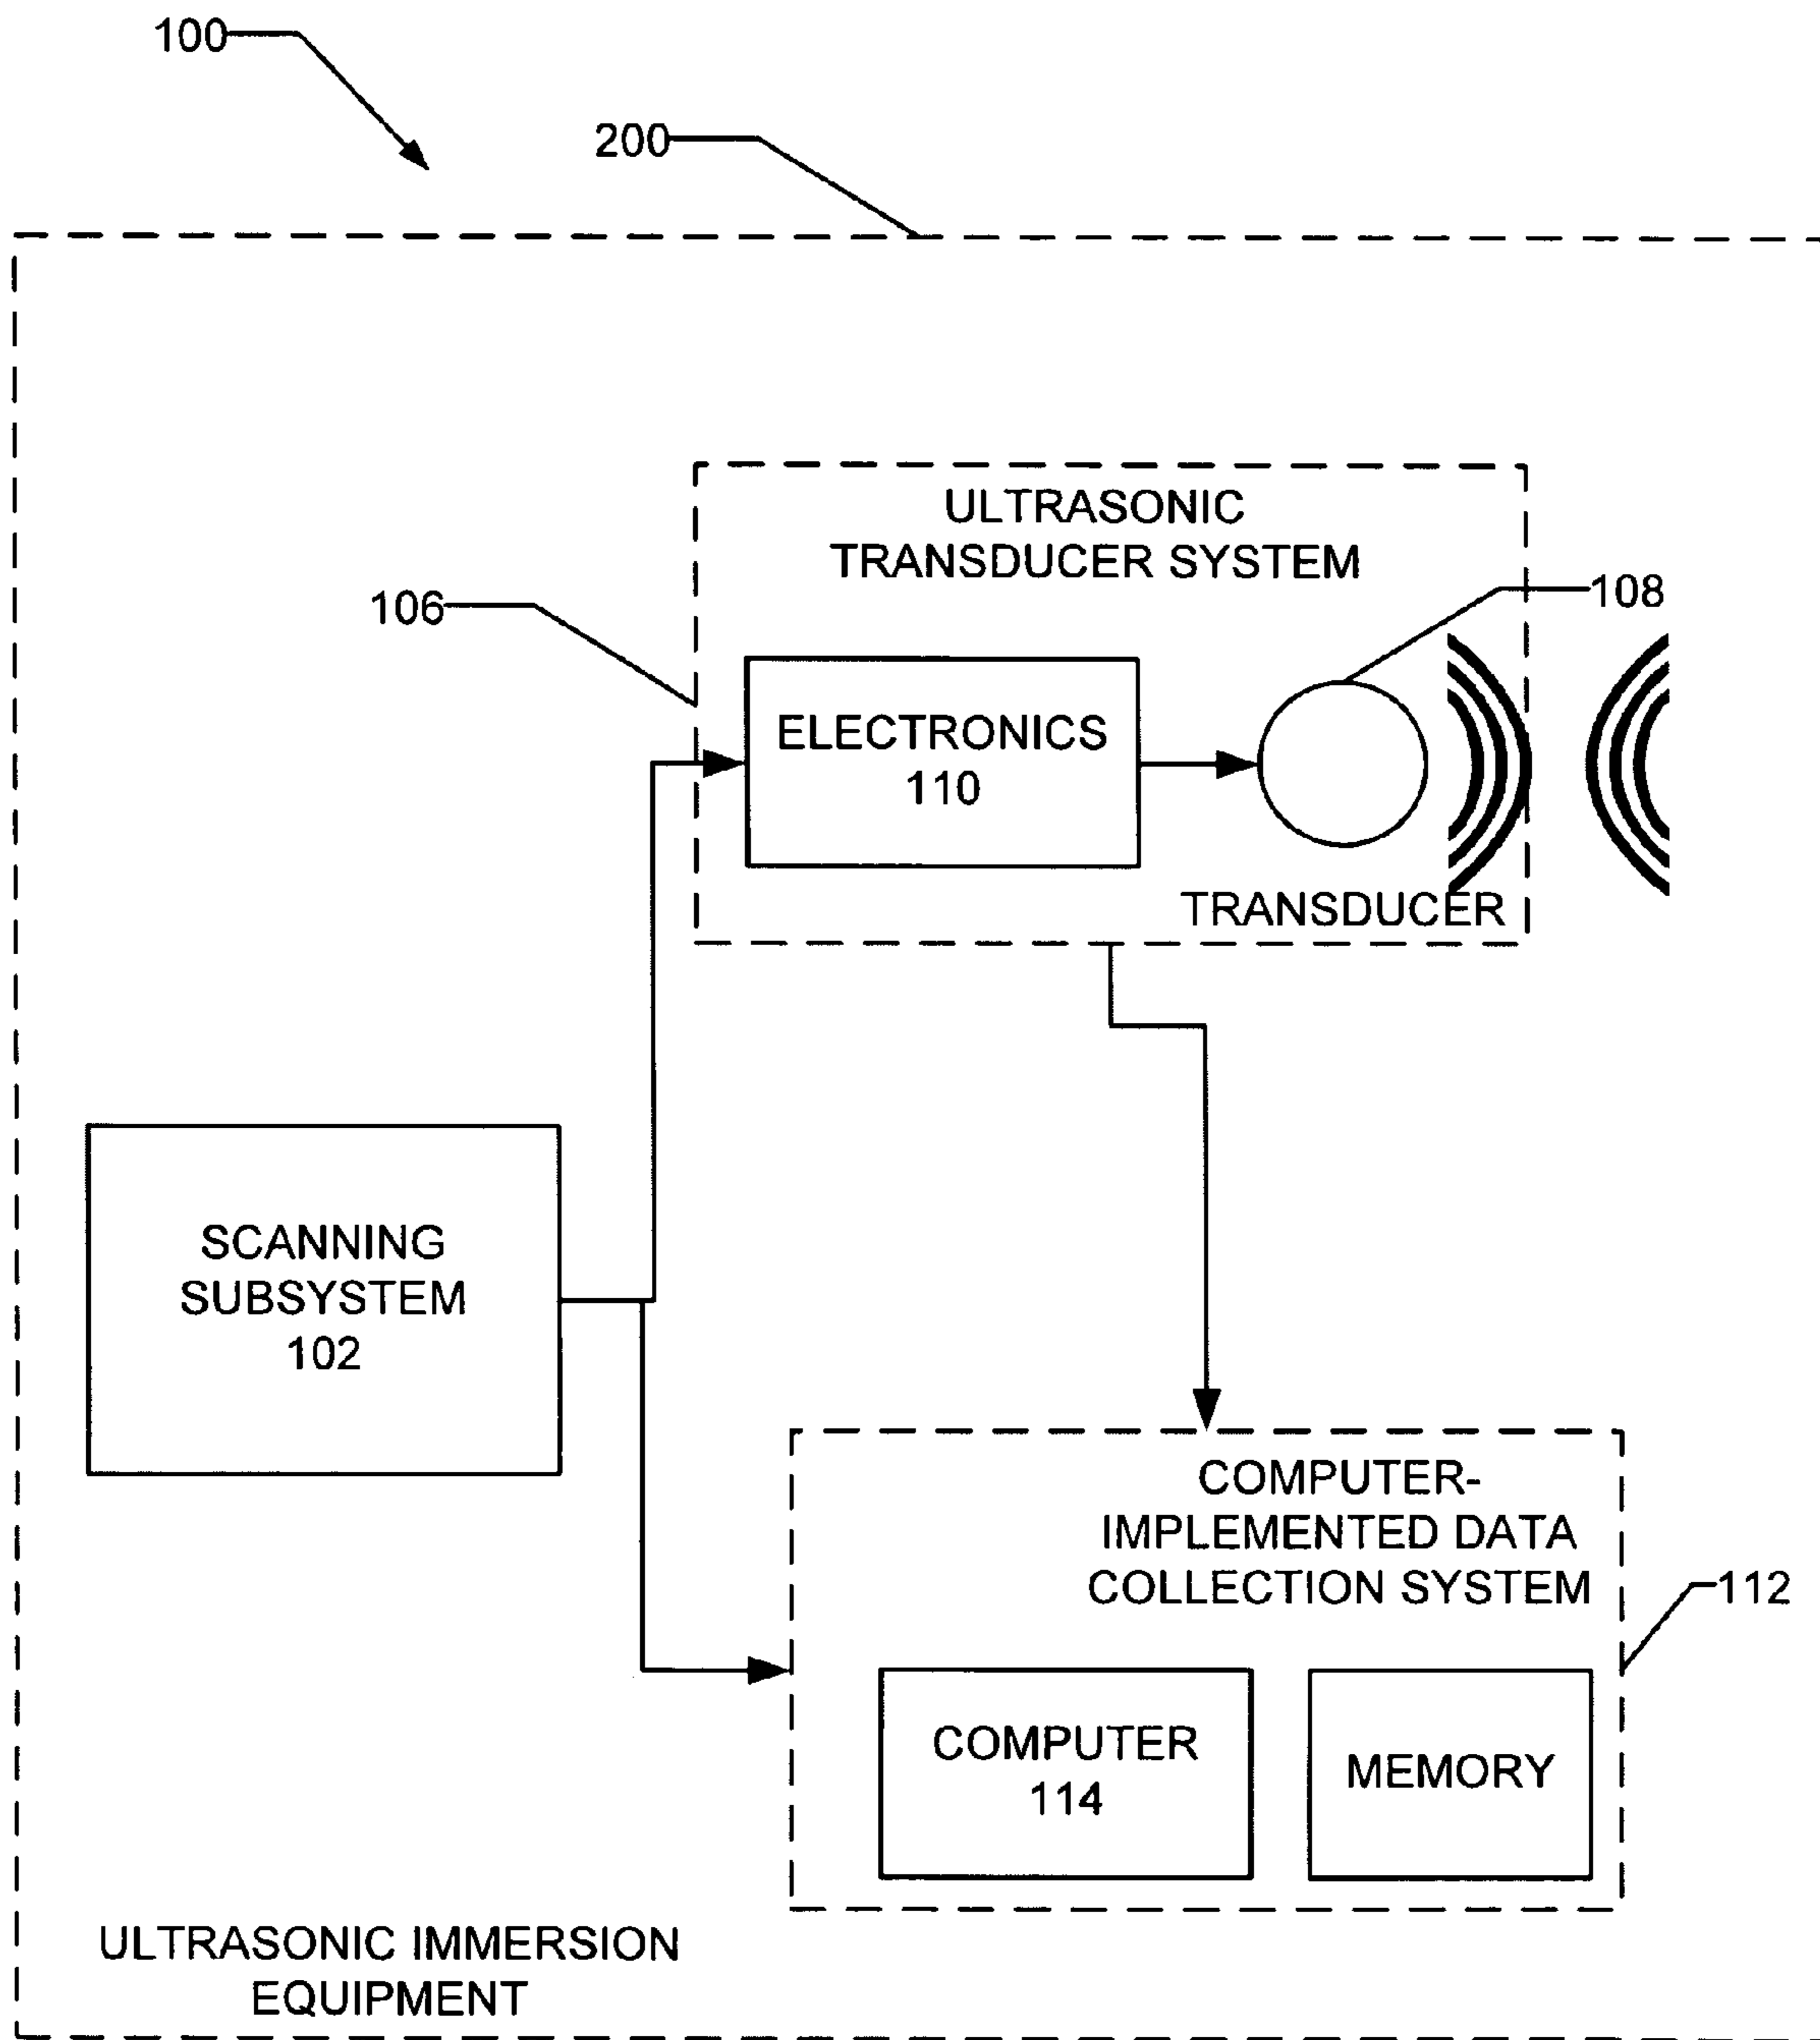 100
200
ULTRASONIC
TRANSDUCER SYSTEM
106
108
ELECTRONICS
110
TRANSDUCER
SCANNING
SUBSYSTEM
102
COMPUTER-
IMPLEMENTED DATA
COLLECTION SYSTEM
112
COMPUTER
114
MEMORY
ULTRASONIC IMMERSION
EQUIPMENT